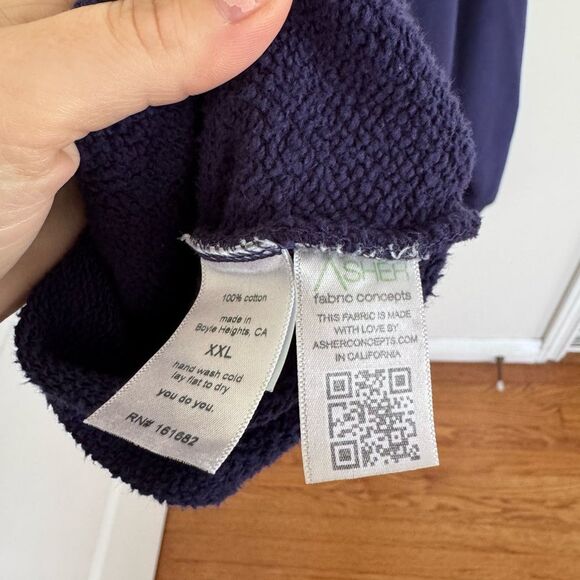 100% cotton
made in
Boyle Heights, CA
XXL
hand wash cold
lay flat to dry
you do you.
RN# 161682
ASHER
fabric concepts
THIS FABRIC IS MADE
WITH LOVE BY
ASHERCONCEPTS.COM
IN CALIFORNIA